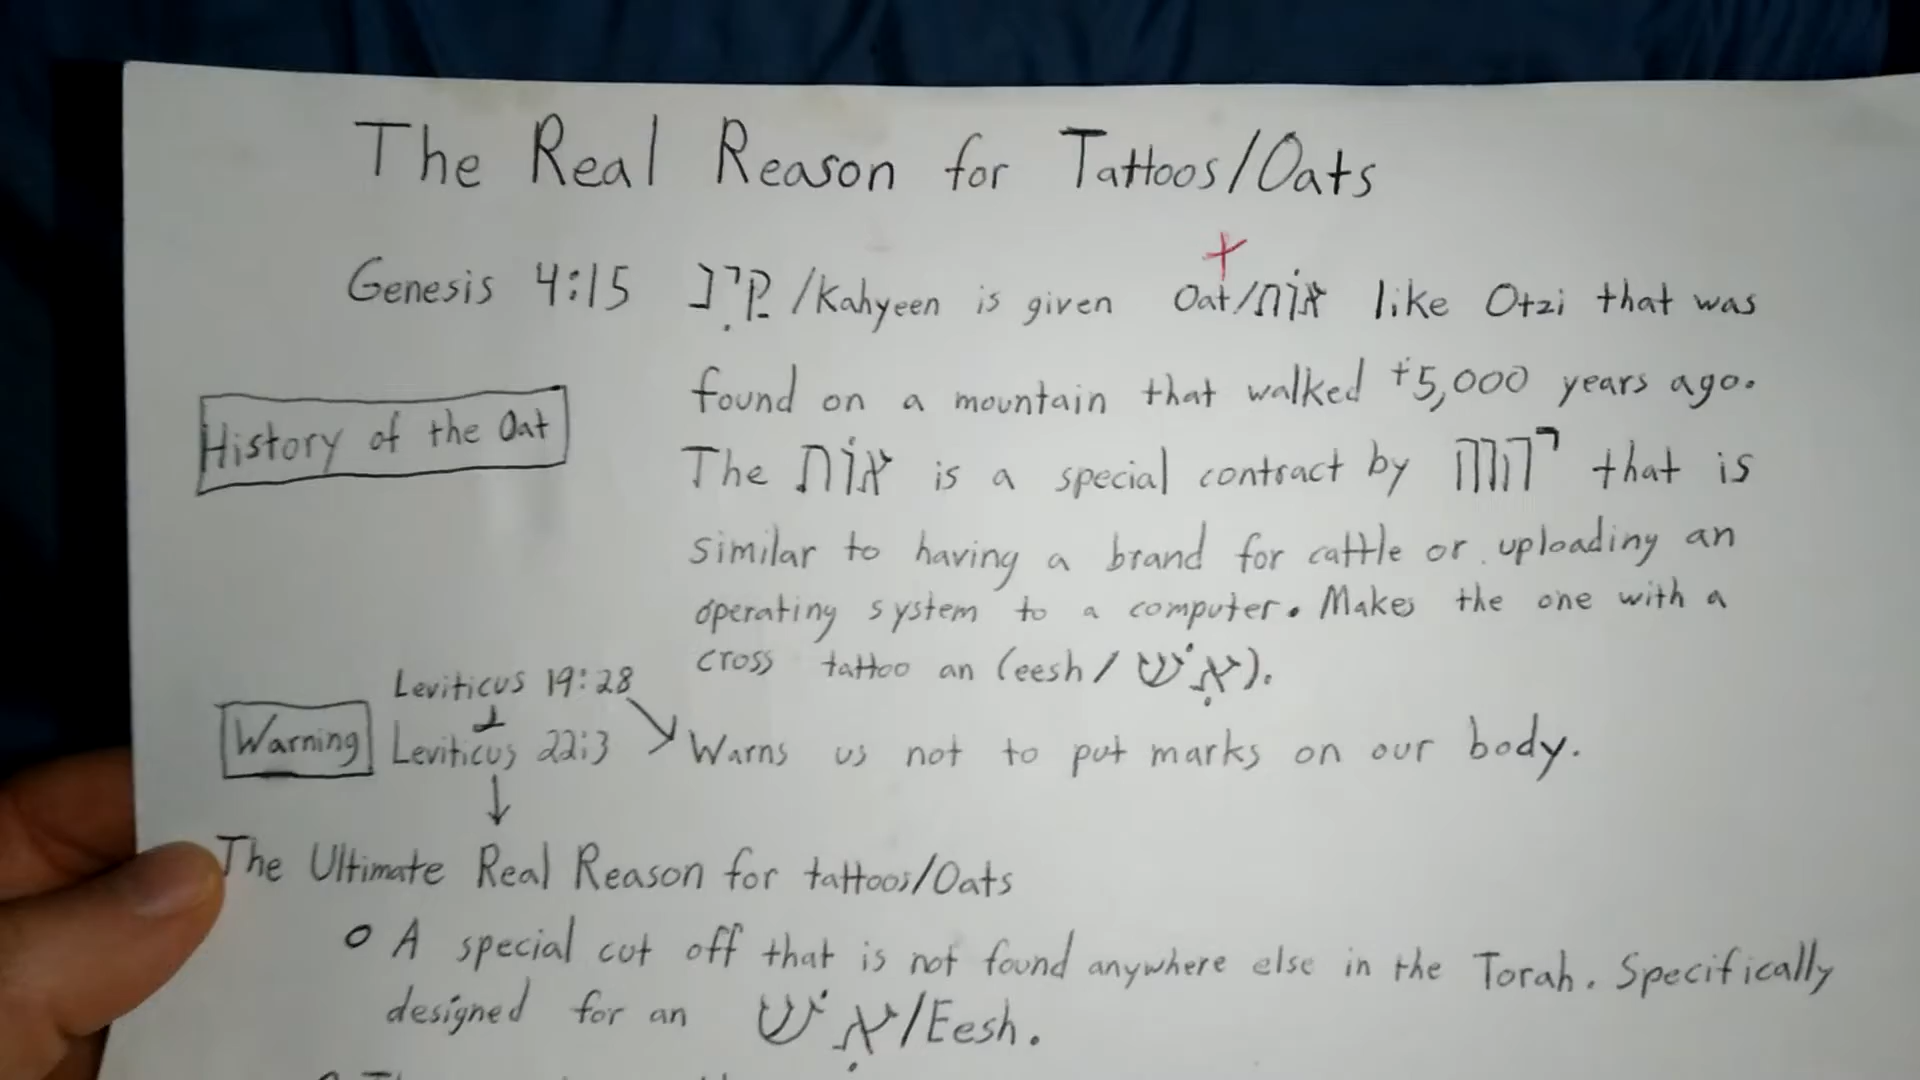 The Real Reason for Tattoos/Oats
Genesis 4:15 קין/Kahyeen is given Oat/אות like Otzi that was
found on a mountain that walked +5,000 years ago.
History of the Oat
The אות is a special contract by יהוה that is
similar to having a brand for cattle or uploading an
operating system to a computer. Makes the one with a
cross tattoo an (eesh/איש).
Leviticus 19:28
Warning
Leviticus 22:3
Warns us not to put marks on our body.
The Ultimate Real Reason for tattoos/Oats
A special cut off that is not found anywhere else in the Torah. Specifically
designed for an איש/Eesh.